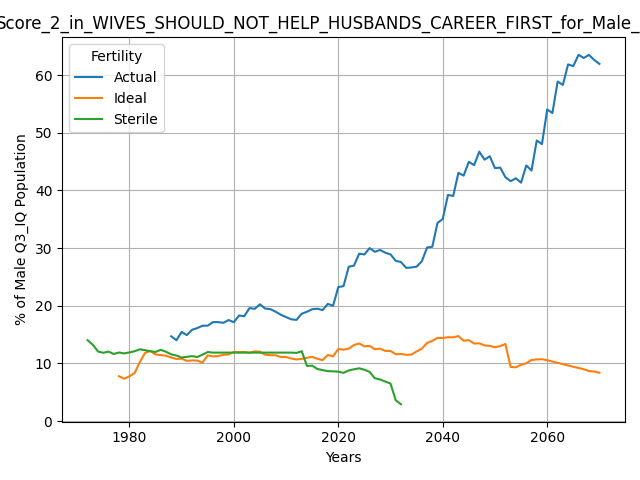 Score_2_in_WIVES_SHOULD_NOT_HELP_HUSBANDS_CAREER_FIRST_for_Male_
Fertility
Actual
Ideal
Sterile
% of Male Q3_IQ Population
60
50
40
30
20
10
0
1980 2000 2020 2040 2060
Years